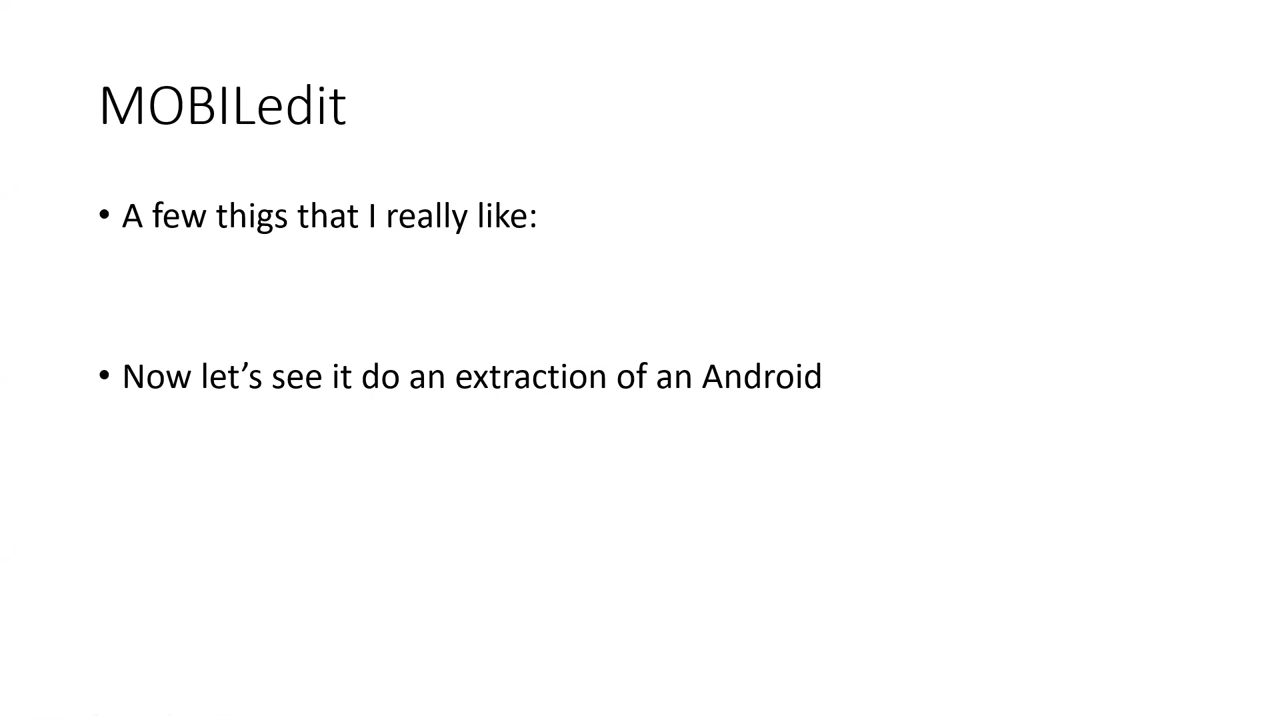 MOBILedit
• A few thigs that I really like:
• Now let’s see it do an extraction of an Android